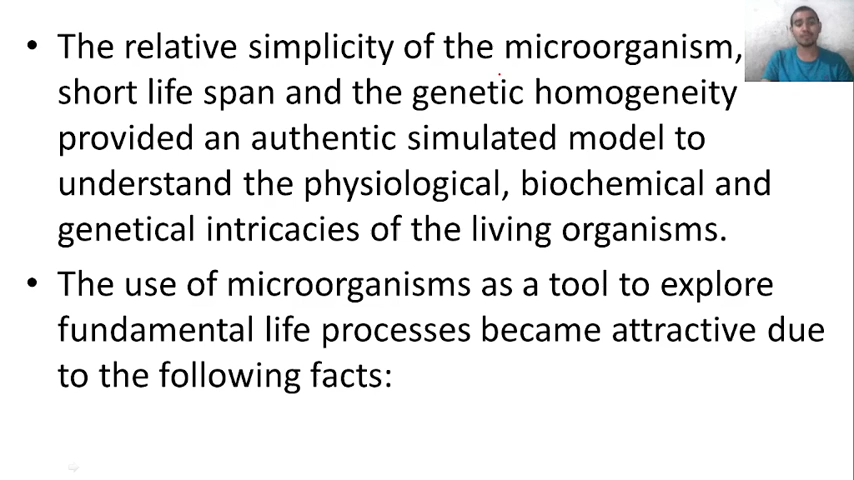 • The relative simplicity of the microorganism,
short life span and the genetic homogeneity
provided an authentic simulated model to
understand the physiological, biochemical and
genetical intricacies of the living organisms.
• The use of microorganisms as a tool to explore
fundamental life processes became attractive due
to the following facts: